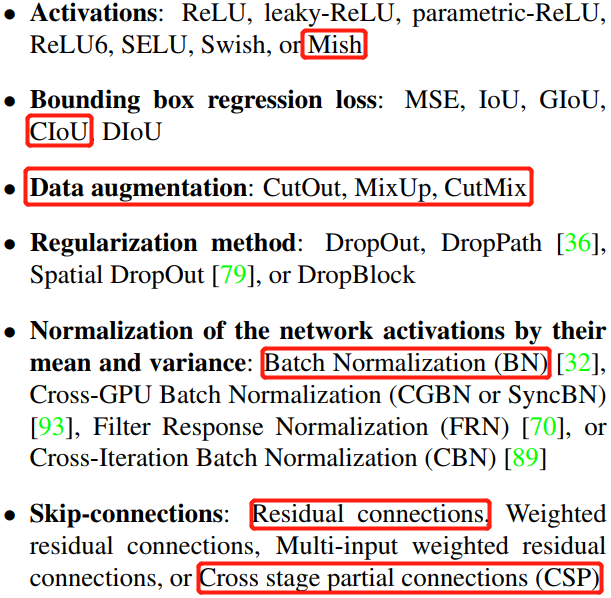 • Activations: ReLU, leaky-ReLU, parametric-ReLU,
ReLU6, SELU, Swish, or Mish
• Bounding box regression loss: MSE, IoU, GIoU,
CIoU, DIoU
• Data augmentation: CutOut, MixUp, CutMix
• Regularization method: DropOut, DropPath [36],
Spatial DropOut [79], or DropBlock
• Normalization of the network activations by their
mean and variance: Batch Normalization (BN) [32],
Cross-GPU Batch Normalization (CGBN or SyncBN)
[93], Filter Response Normalization (FRN) [70], or
Cross-Iteration Batch Normalization (CBN) [89]
• Skip-connections: Residual connections, Weighted
residual connections, Multi-input weighted residual
connections, or Cross stage partial connections (CSP)